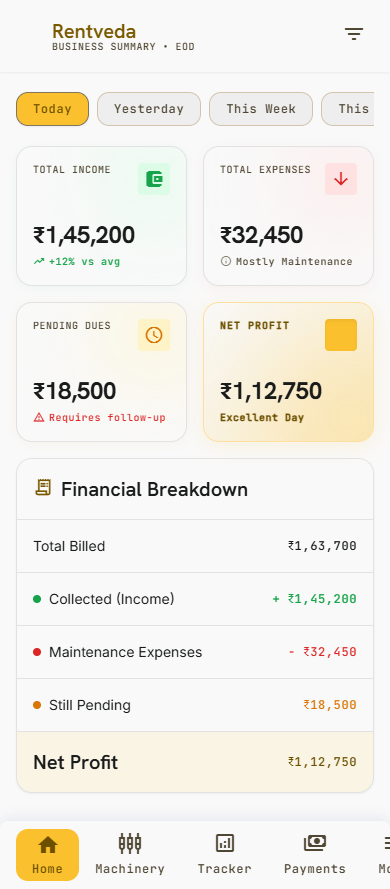 Rentveda
BUSINESS SUMMARY • EOD
Today
Yesterday
This Week
This
TOTAL INCOME
₹1,45,200
+12% vs avg
TOTAL EXPENSES
₹32,450
Mostly Maintenance
PENDING DUES
₹18,500
Requires follow-up
NET PROFIT
₹1,12,750
Excellent Day
Financial Breakdown
Total Billed ₹1,63,700
Collected (Income) + ₹1,45,200
Maintenance Expenses - ₹32,450
Still Pending ₹18,500
Net Profit ₹1,12,750
Home
Machinery
Tracker
Payments